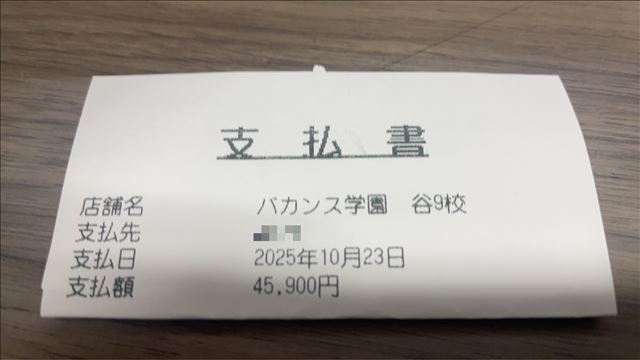 支払書
店舗名 バカンス学園 谷9校
支払先
支払日 2025年10月23日
支払額 45,900円